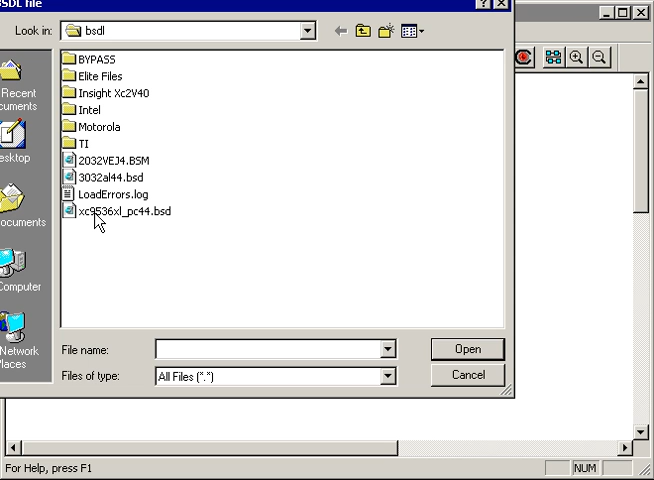 BSDL file
Look in: bsdl
BYPASS
Elite Files
Insight Xc2V40
Intel
Motorola
TI
2032VEJ4.BSM
3032al44.bsd
LoadErrors.log
xc9536xl_pc44.bsd
Recent
cuments
esktop
ocuments
Computer
Network
laces
File name:
Open
Files of type: All Files (*.*)
Cancel
For Help, press F1
NUM